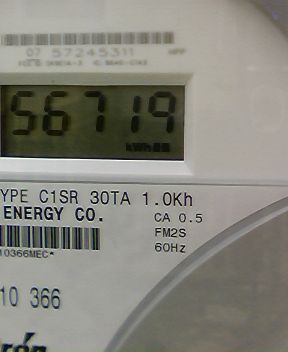 07 57245311
56719
kWh
YPE C1SR 30TA 1.0Kh
ENERGY CO.
CA 0.5
FM2S
60Hz
10366MEC*
10 366
rón